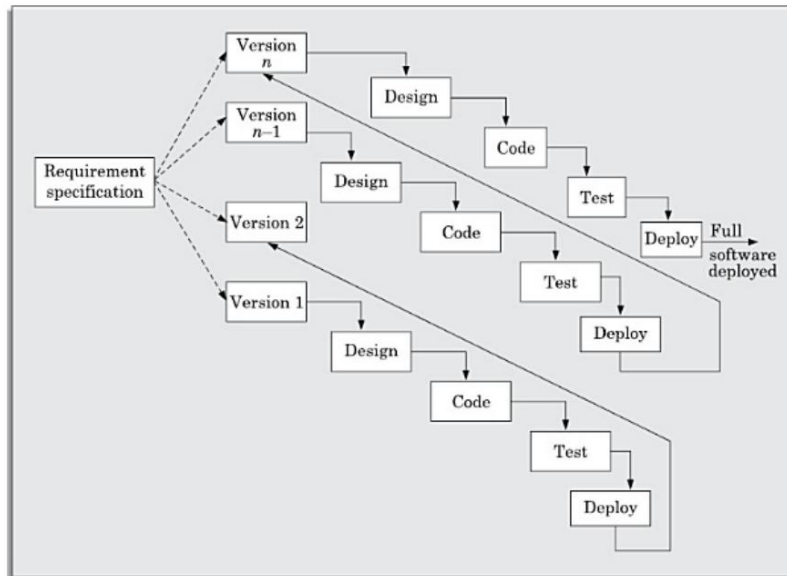 Version
n
Design
Code
Test
Deploy
Full
software
deployed
Version
n–1
Design
Code
Test
Deploy
Requirement
specification
Version 2
Version 1
Design
Code
Test
Deploy